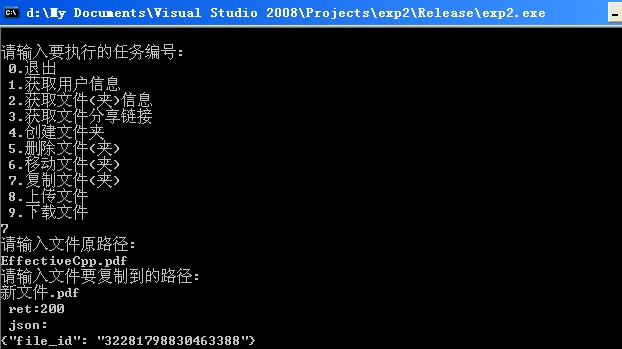 d:\My Documents\Visual Studio 2008\Projects\exp2\Release\exp2.exe
请输入要执行的任务编号:
0.退出
1.获取用户信息
2.获取文件(夹)信息
3.获取文件分享链接
4.创建文件夹
5.删除文件(夹)
6.移动文件(夹)
7.复制文件(夹)
8.上传文件
9.下载文件
7
请输入文件原路径:
EffectiveCpp.pdf
请输入文件要复制到的路径:
新文件.pdf
ret:200
json:
{"file_id": "32281798830463388"}